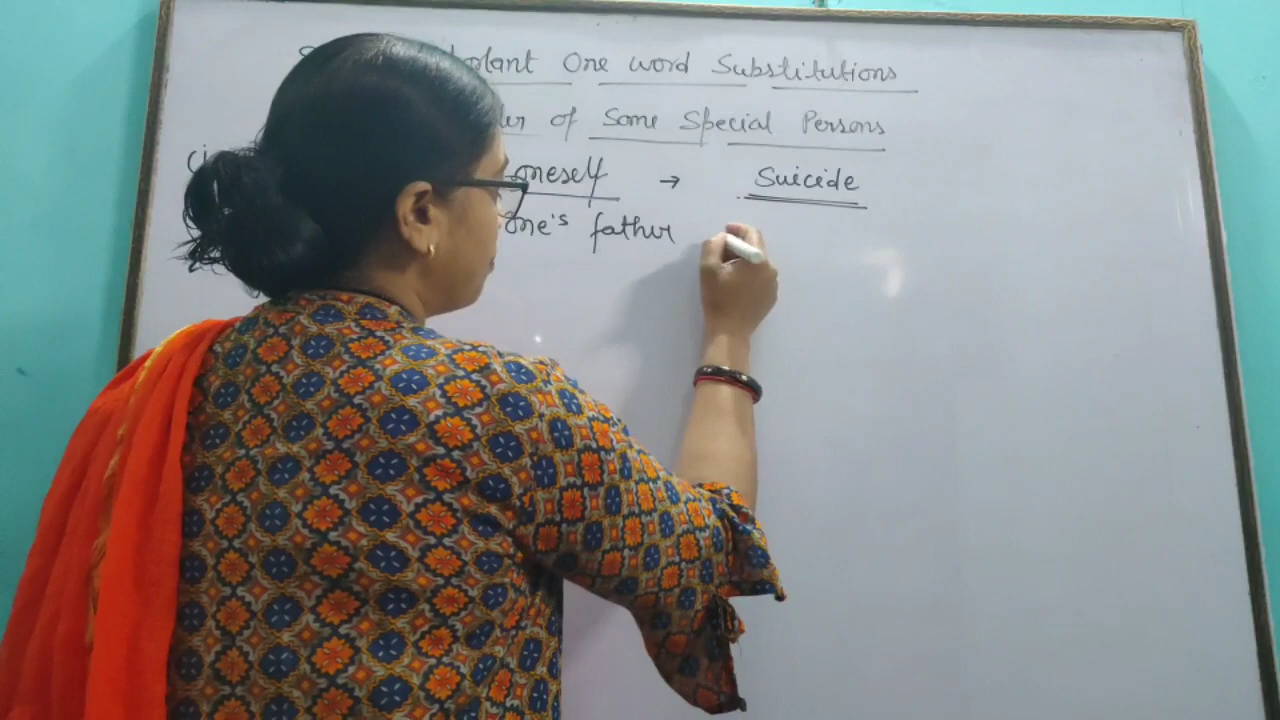 One word Substitutions
of Some Special Persons
oneself → Suicide
one's father